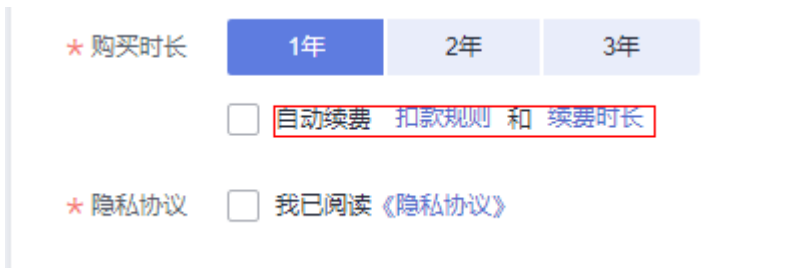 * 购买时长 1年 2年 3年
自动续费 扣款规则 和 续费时长
* 隐私协议 我已阅读《隐私协议》